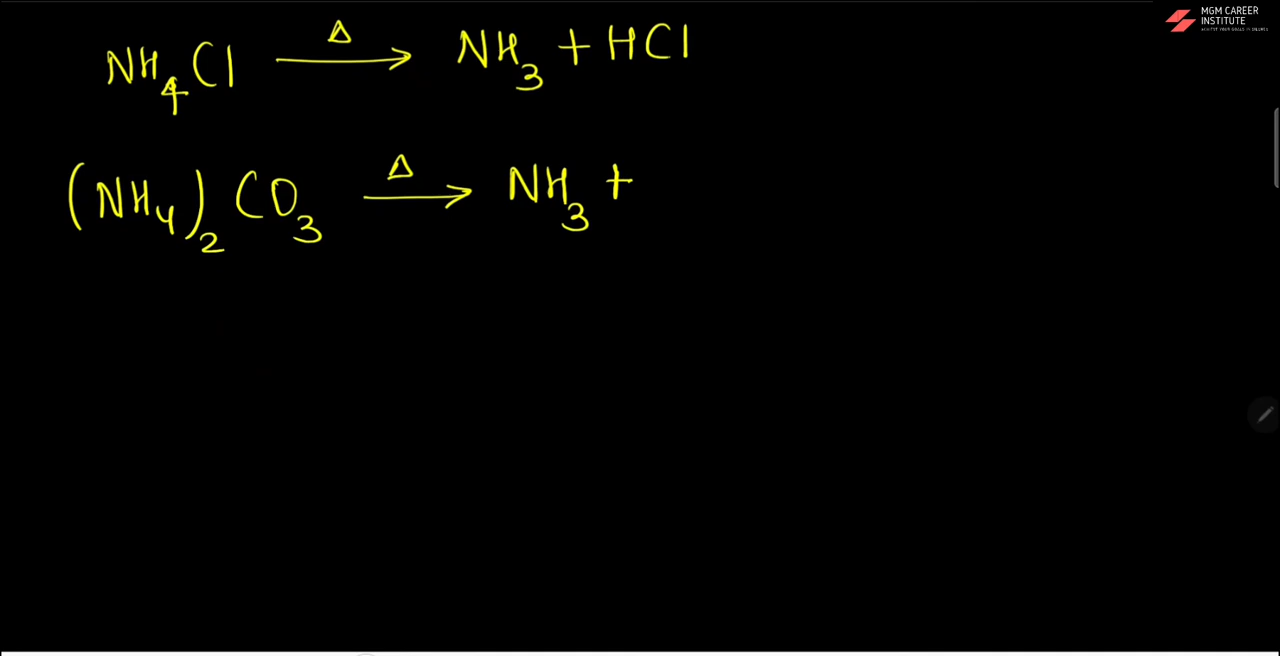 MGM CAREER
INSTITUTE
NH₄Cl —Δ→ NH₃ + HCl
(NH₄)₂CO₃ —Δ→ NH₃ +